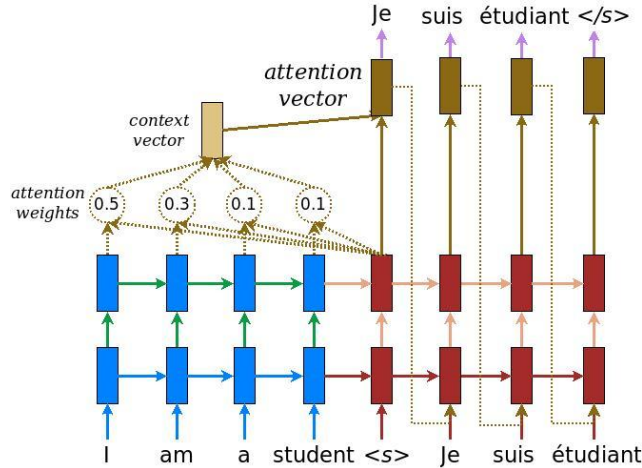 Je suis étudiant </s>
attention
vector
context
vector
attention
weights
0.5 0.3 0.1 0.1
I am a student <s> Je suis étudiant